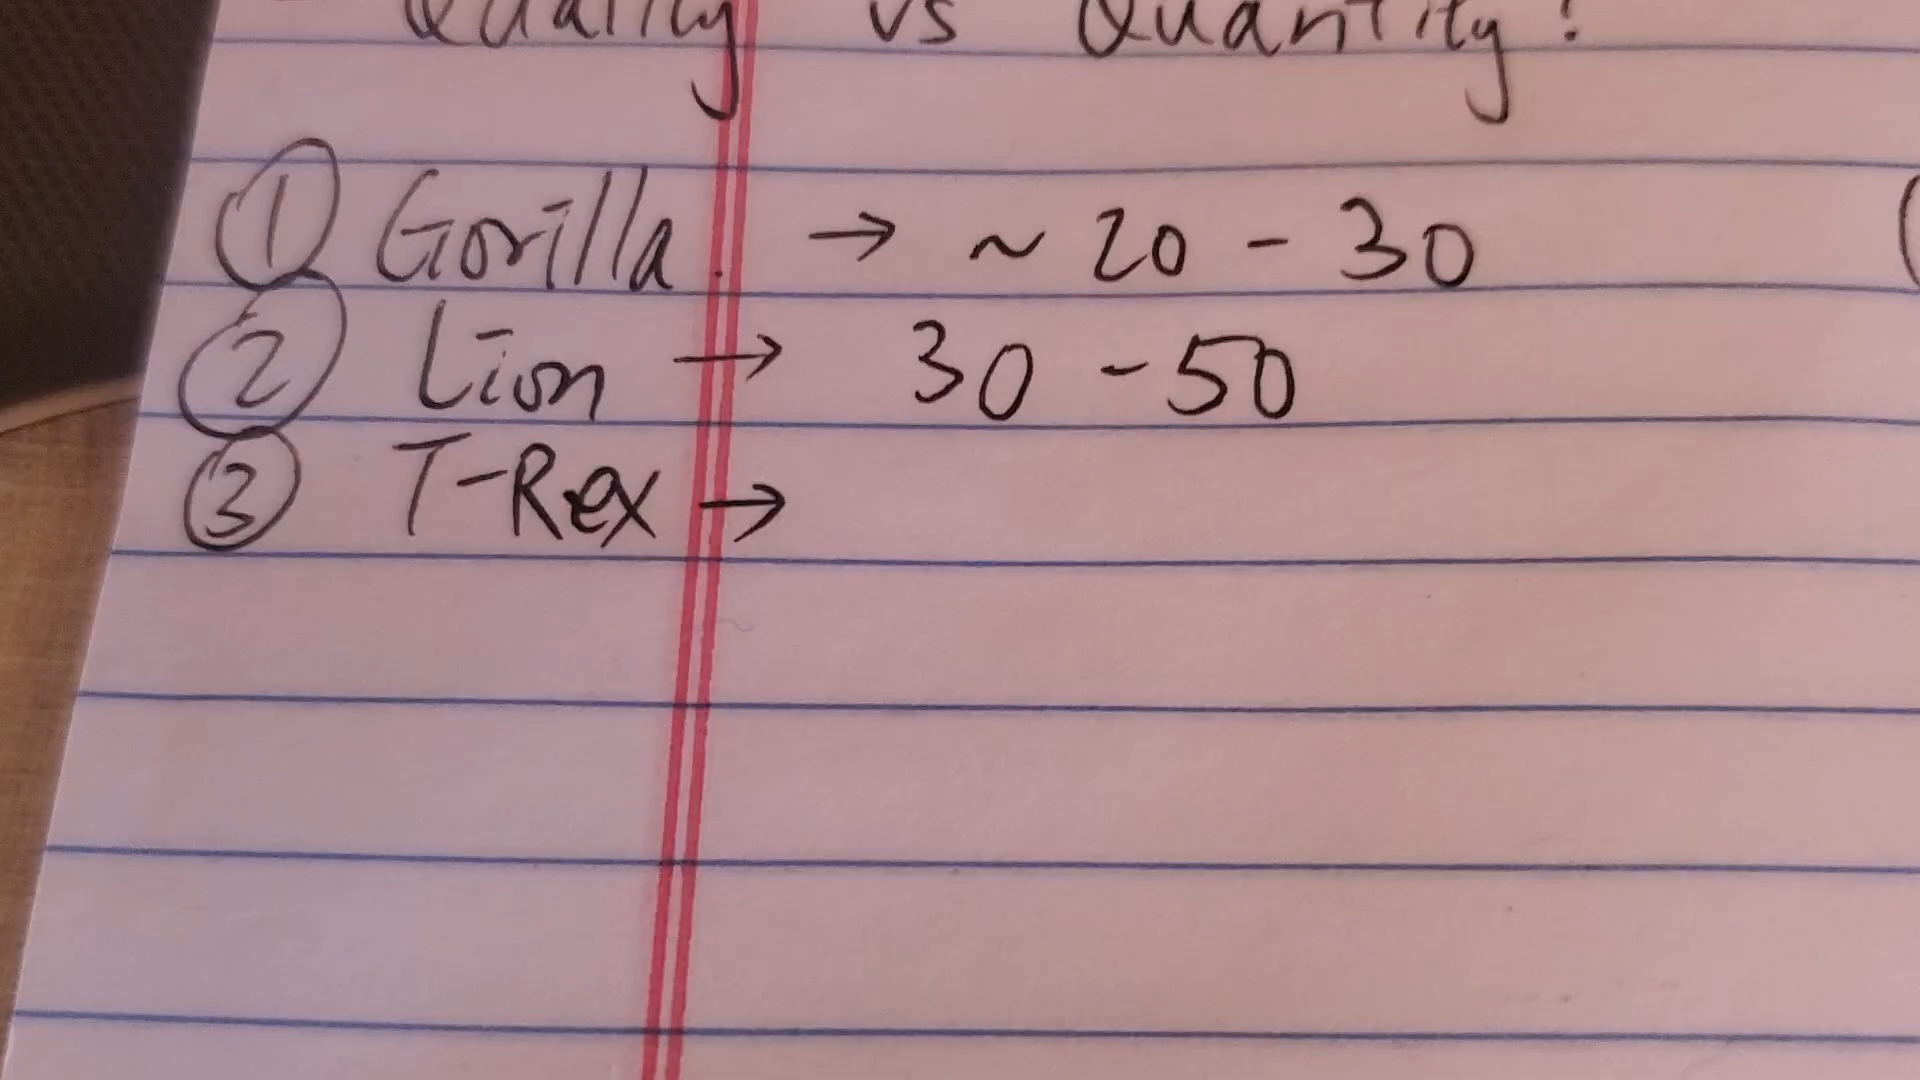 - Quality vs Quantity!
① Gorilla. → ~ 20 - 30
② Lion → 30 - 50
③ T-Rex →